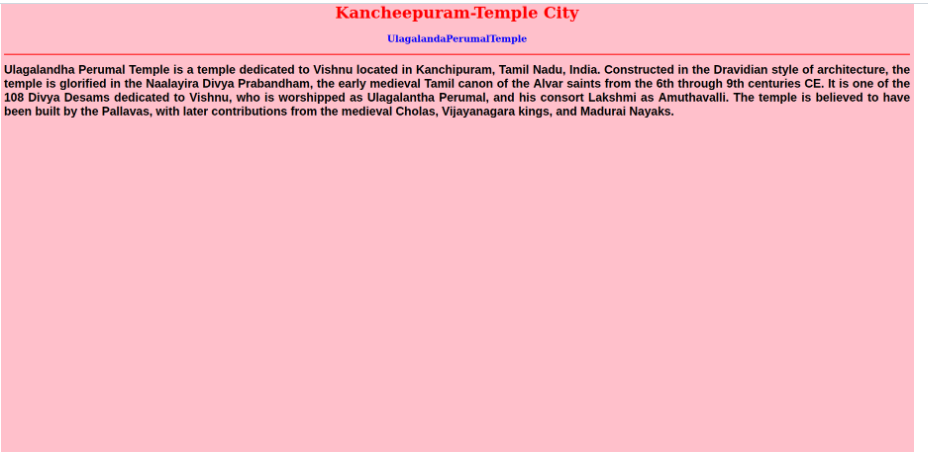 Kancheepuram-Temple City
UlagalandaPerumalTemple
Ulagalandha Perumal Temple is a temple dedicated to Vishnu located in Kanchipuram, Tamil Nadu, India. Constructed in the Dravidian style of architecture, the
temple is glorified in the Naalayira Divya Prabandham, the early medieval Tamil canon of the Alvar saints from the 6th through 9th centuries CE. It is one of the
108 Divya Desams dedicated to Vishnu, who is worshipped as Ulagalantha Perumal, and his consort Lakshmi as Amuthavalli. The temple is believed to have
been built by the Pallavas, with later contributions from the medieval Cholas, Vijayanagara kings, and Madurai Nayaks.